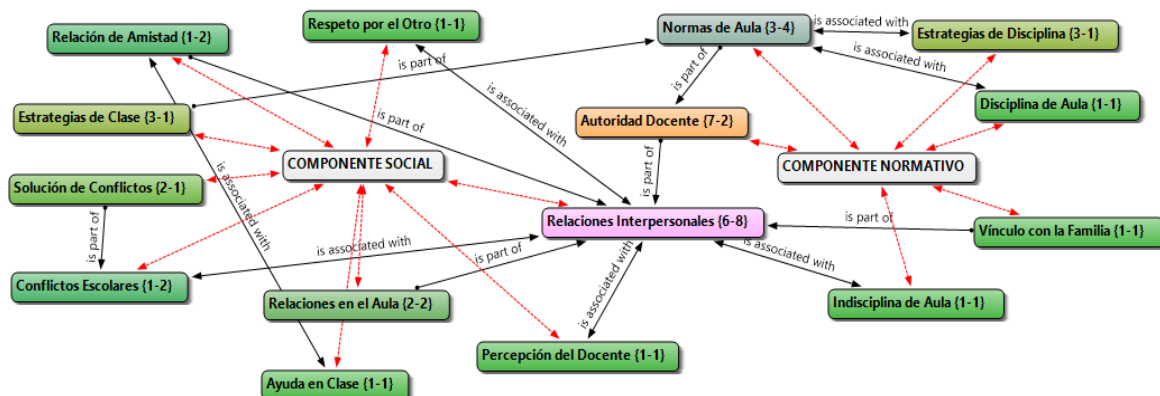 Respeto por el Otro {1-1}
Relación de Amistad {1-2}
Normas de Aula {3-4}
is associated with
Estrategias de Disciplina {3-1}
is part of
is part of
is associated with
Estrategias de Clase {3-1}
is part of
is associated with
Autoridad Docente {7-2}
Disciplina de Aula {1-1}
COMPONENTE SOCIAL
COMPONENTE NORMATIVO
Solución de Conflictos {2-1}
is associated with
is part of
Relaciones Interpersonales {6-8}
is part of
Vínculo con la Familia {1-1}
is part of
is associated with
is part of
is associated with
is associated with
Conflictos Escolares {1-2}
Relaciones en el Aula {2-2}
Indisciplina de Aula {1-1}
Percepción del Docente {1-1}
Ayuda en Clase {1-1}